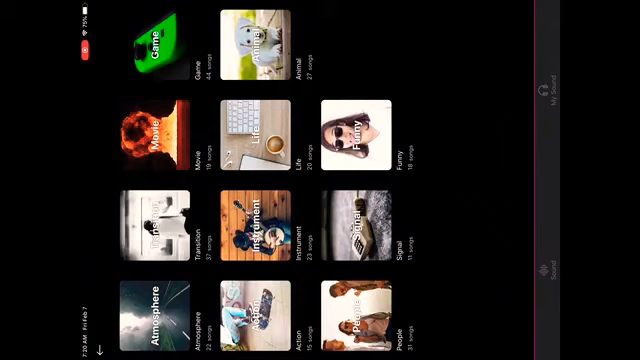 7:20 AM Fri Feb 7
75%
Atmosphere
Transition
Movie
Game
Atmosphere
22 songs
Transition
37 songs
Movie
19 songs
Game
44 songs
Action
Instrument
Life
Animal
Action
15 songs
Instrument
23 songs
Life
20 songs
Animal
27 songs
People
Signal
Funny
People
31 songs
Signal
11 songs
Funny
18 songs
Sound
My Sound